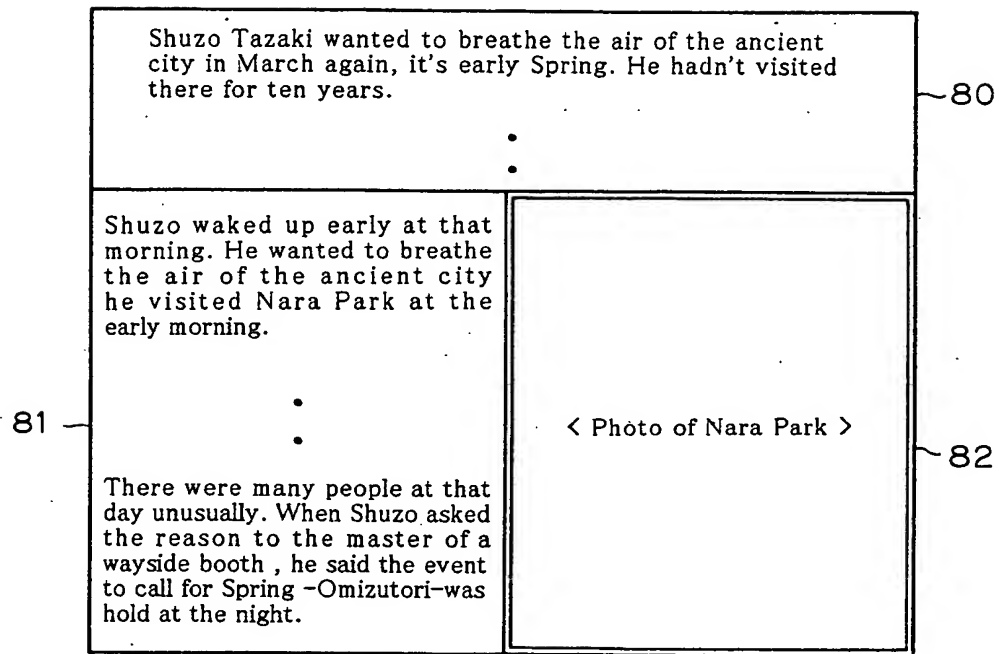 Shuzo Tazaki wanted to breathe the air of the ancient
city in March again, it's early Spring. He hadn't visited
there for ten years.
80
Shuzo waked up early at that
morning. He wanted to breathe
the air of the ancient city
he visited Nara Park at the
early morning.
81
There were many people at that
day unusually. When Shuzo asked
the reason to the master of a
wayside booth , he said the event
to call for Spring -Omizutori-was
hold at the night.
< Photo of Nara Park >
82